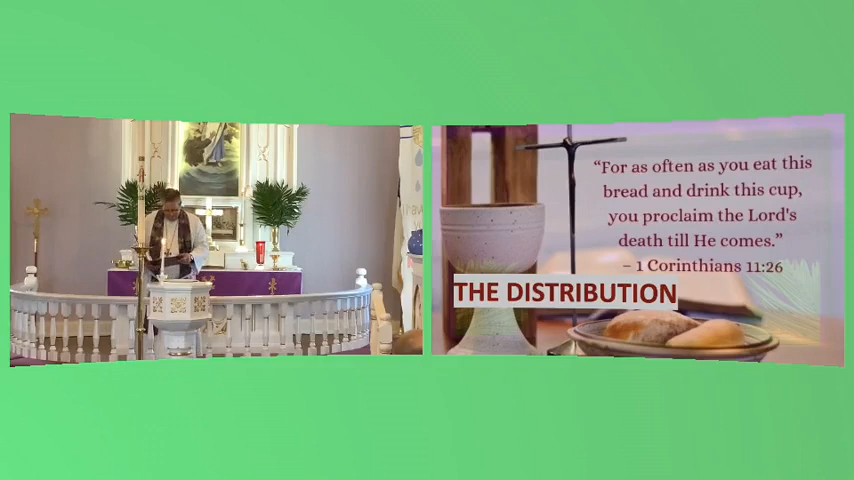 “For as often as you eat this
bread and drink this cup,
you proclaim the Lord's
death till He comes.”
– 1 Corinthians 11:26
THE DISTRIBUTION